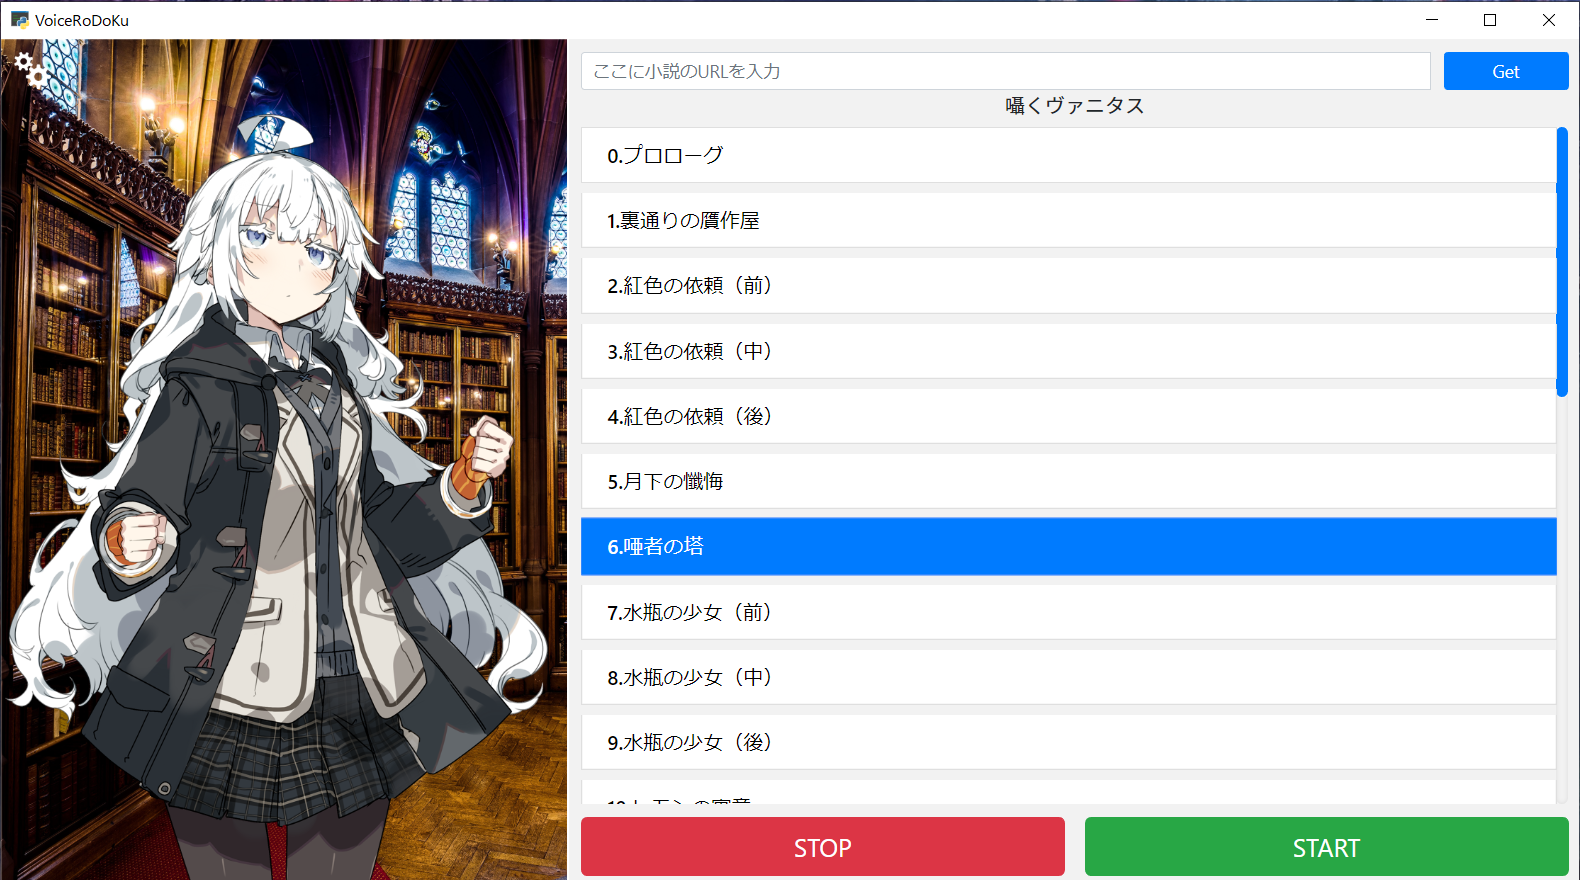 VoiceRoDoKu
ここに小説のURLを入力
Get
囁くヴァニタス
0.プロローグ
1.裏通りの贋作屋
2.紅色の依頼（前）
3.紅色の依頼（中）
4.紅色の依頼（後）
5.月下の懺悔
6.唖者の塔
7.水瓶の少女（前）
8.水瓶の少女（中）
9.水瓶の少女（後）
STOP
START